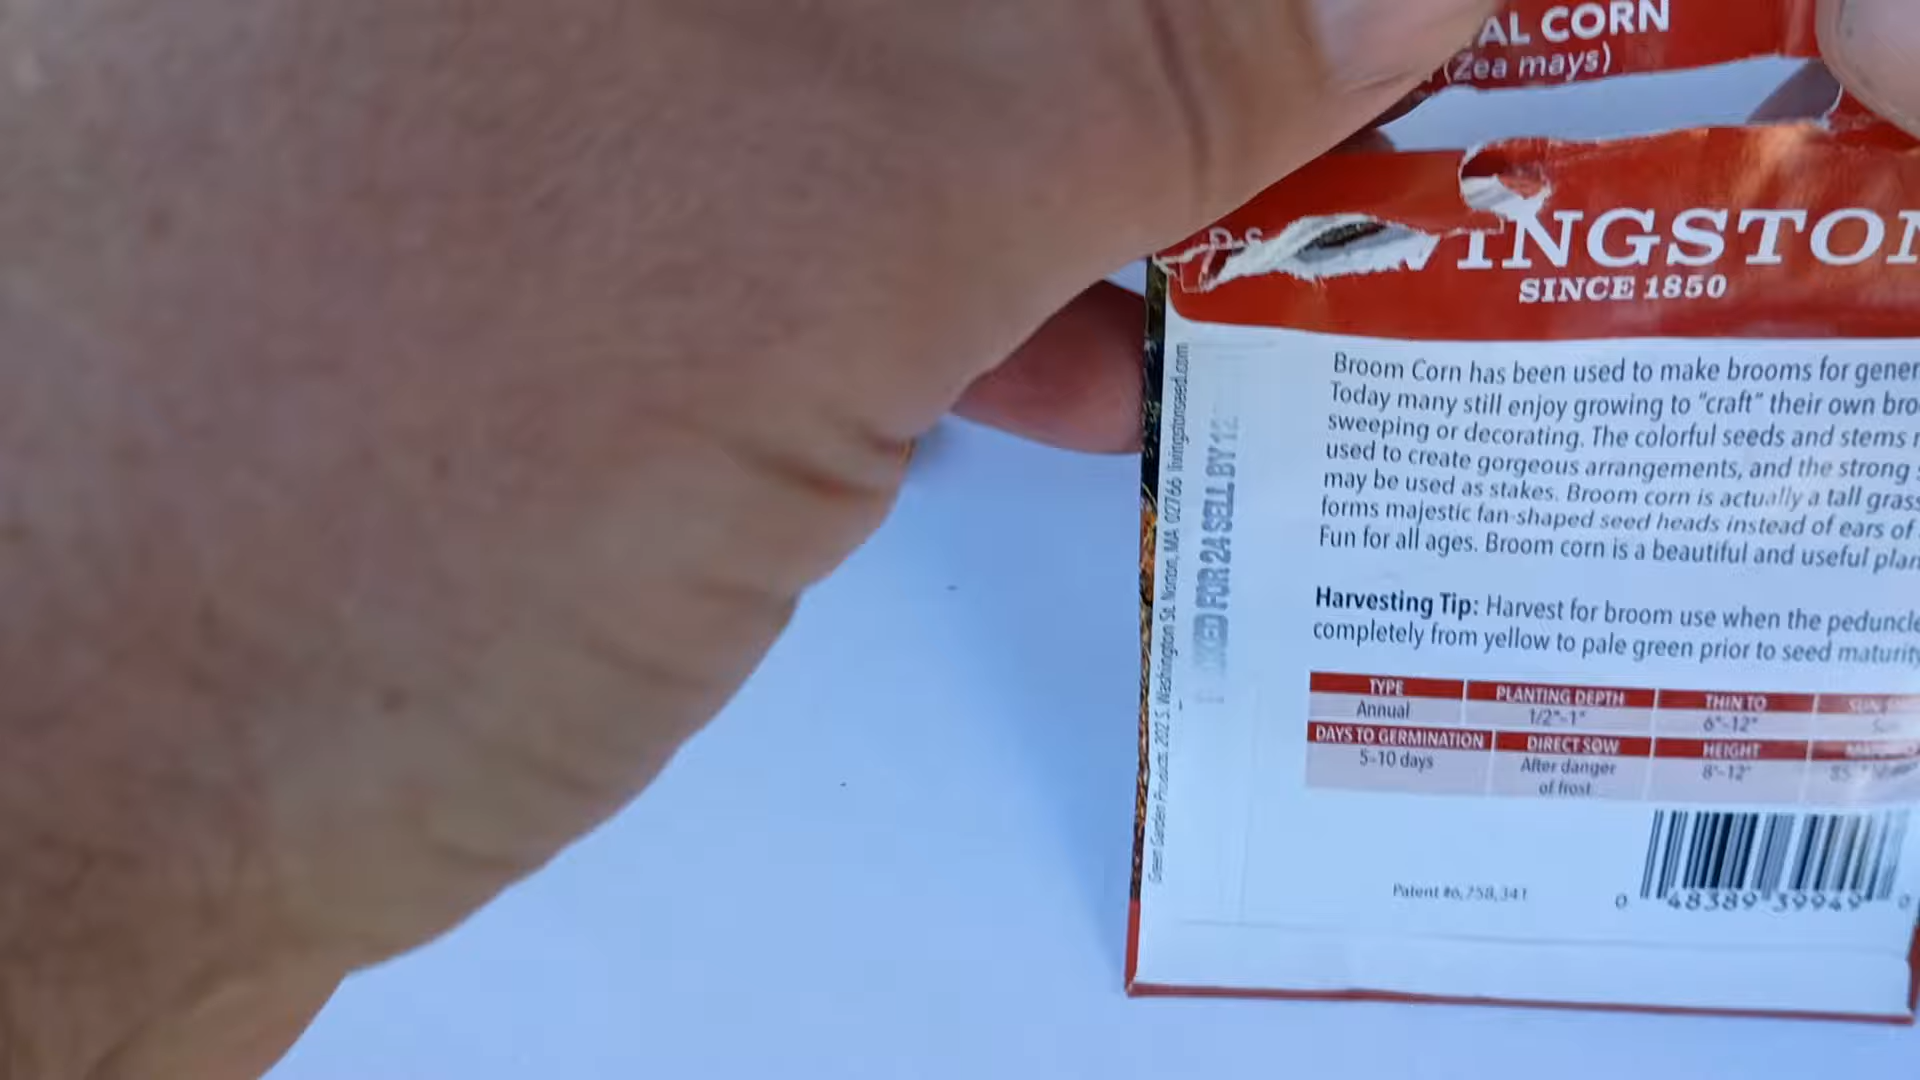 AL CORN
(Zea mays)
INGSTON
SINCE 1850
Broom Corn has been used to make brooms for gener
Today many still enjoy growing to “craft” their own bro
sweeping or decorating. The colorful seeds and stems
used to create gorgeous arrangements, and the strong
may be used as stakes. Broom corn is actually a tall grass
forms majestic fan-shaped seed heads instead of ears of
Fun for all ages. Broom corn is a beautiful and useful plan
Harvesting Tip: Harvest for broom use when the peduncle
completely from yellow to pale green prior to seed maturity
TYPE PLANTING DEPTH THIN TO
Annual 1/2"-1" 6"-12"
DAYS TO GERMINATION DIRECT SOW HEIGHT
5-10 days After danger 8'-12'
of frost
Patent #6,758,341
0 48389 39949 0
Green Garden Products: 202 S. Washington St. Norton, MA 02766 livingstonseed.com
KED FOR 24 SELL BY 12